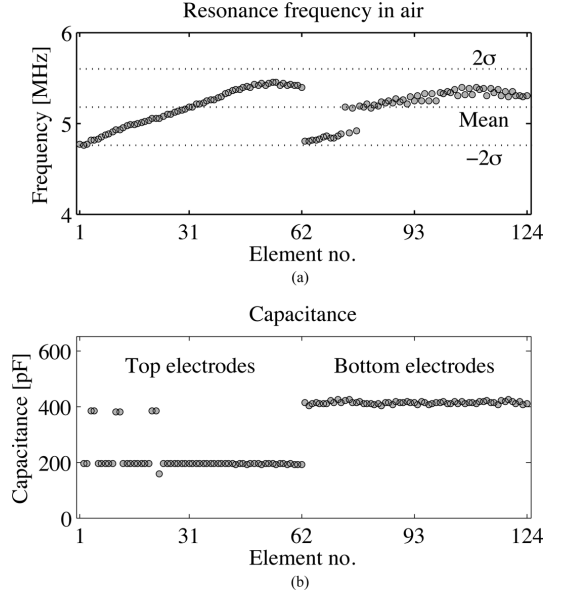 Resonance frequency in air
6
5
4
Frequency [MHz]
2σ
Mean
−2σ
1 31 62 93 124
Element no.
(a)
Capacitance
600
400
200
0
Capacitance [pF]
Top electrodes Bottom electrodes
1 31 62 93 124
Element no.
(b)